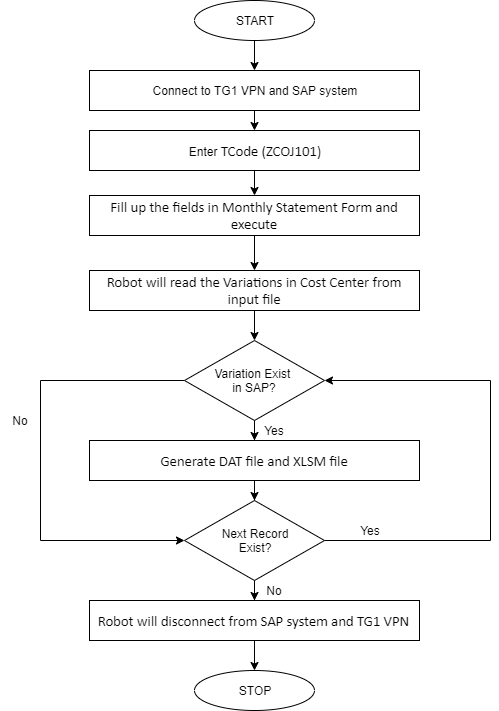 START
Connect to TG1 VPN and SAP system
Enter TCode (ZCOJ101)
Fill up the fields in Monthly Statement Form and
execute
Robot will read the Variations in Cost Center from
input file
Variation Exist
in SAP?
No
Yes
Generate DAT file and XLSM file
Next Record
Exist?
Yes
No
Robot will disconnect from SAP system and TG1 VPN
STOP